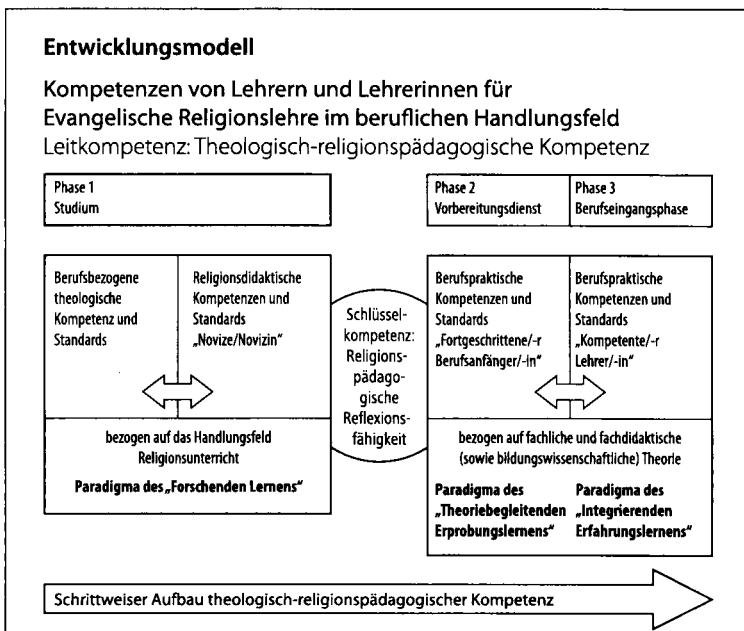 Entwicklungsmodell
Kompetenzen von Lehrern und Lehrerinnen für
Evangelische Religionslehre im beruflichen Handlungsfeld
Leitkompetenz: Theologisch-religionspädagogische Kompetenz
Phase 1
Studium
Phase 2
Vorbereitungsdienst
Phase 3
Berufseingangsphase
Berufsbezogene
theologische
Kompetenz und
Standards
Religionsdidaktische
Kompetenzen und
Standards
„Novize/Novizin“
bezogen auf das Handlungsfeld
Religionsunterricht
Paradigma des „Forschenden Lernens“
Schlüssel-
kompetenz:
Religions-
pädago-
gische
Reflexions-
fähigkeit
Berufspraktische
Kompetenzen und
Standards
„Fortgeschrittene/-r
Berufsanfänger/-in“
Berufspraktische
Kompetenzen und
Standards
„Kompetente/-r
Lehrer/-in“
bezogen auf fachliche und fachdidaktische
(sowie bildungswissenschaftliche) Theorie
Paradigma des
„Theoriebegleitenden
Erprobungslernens“
Paradigma des
„Integrierenden
Erfahrungslernens“
Schrittweiser Aufbau theologisch-religionspädagogischer Kompetenz